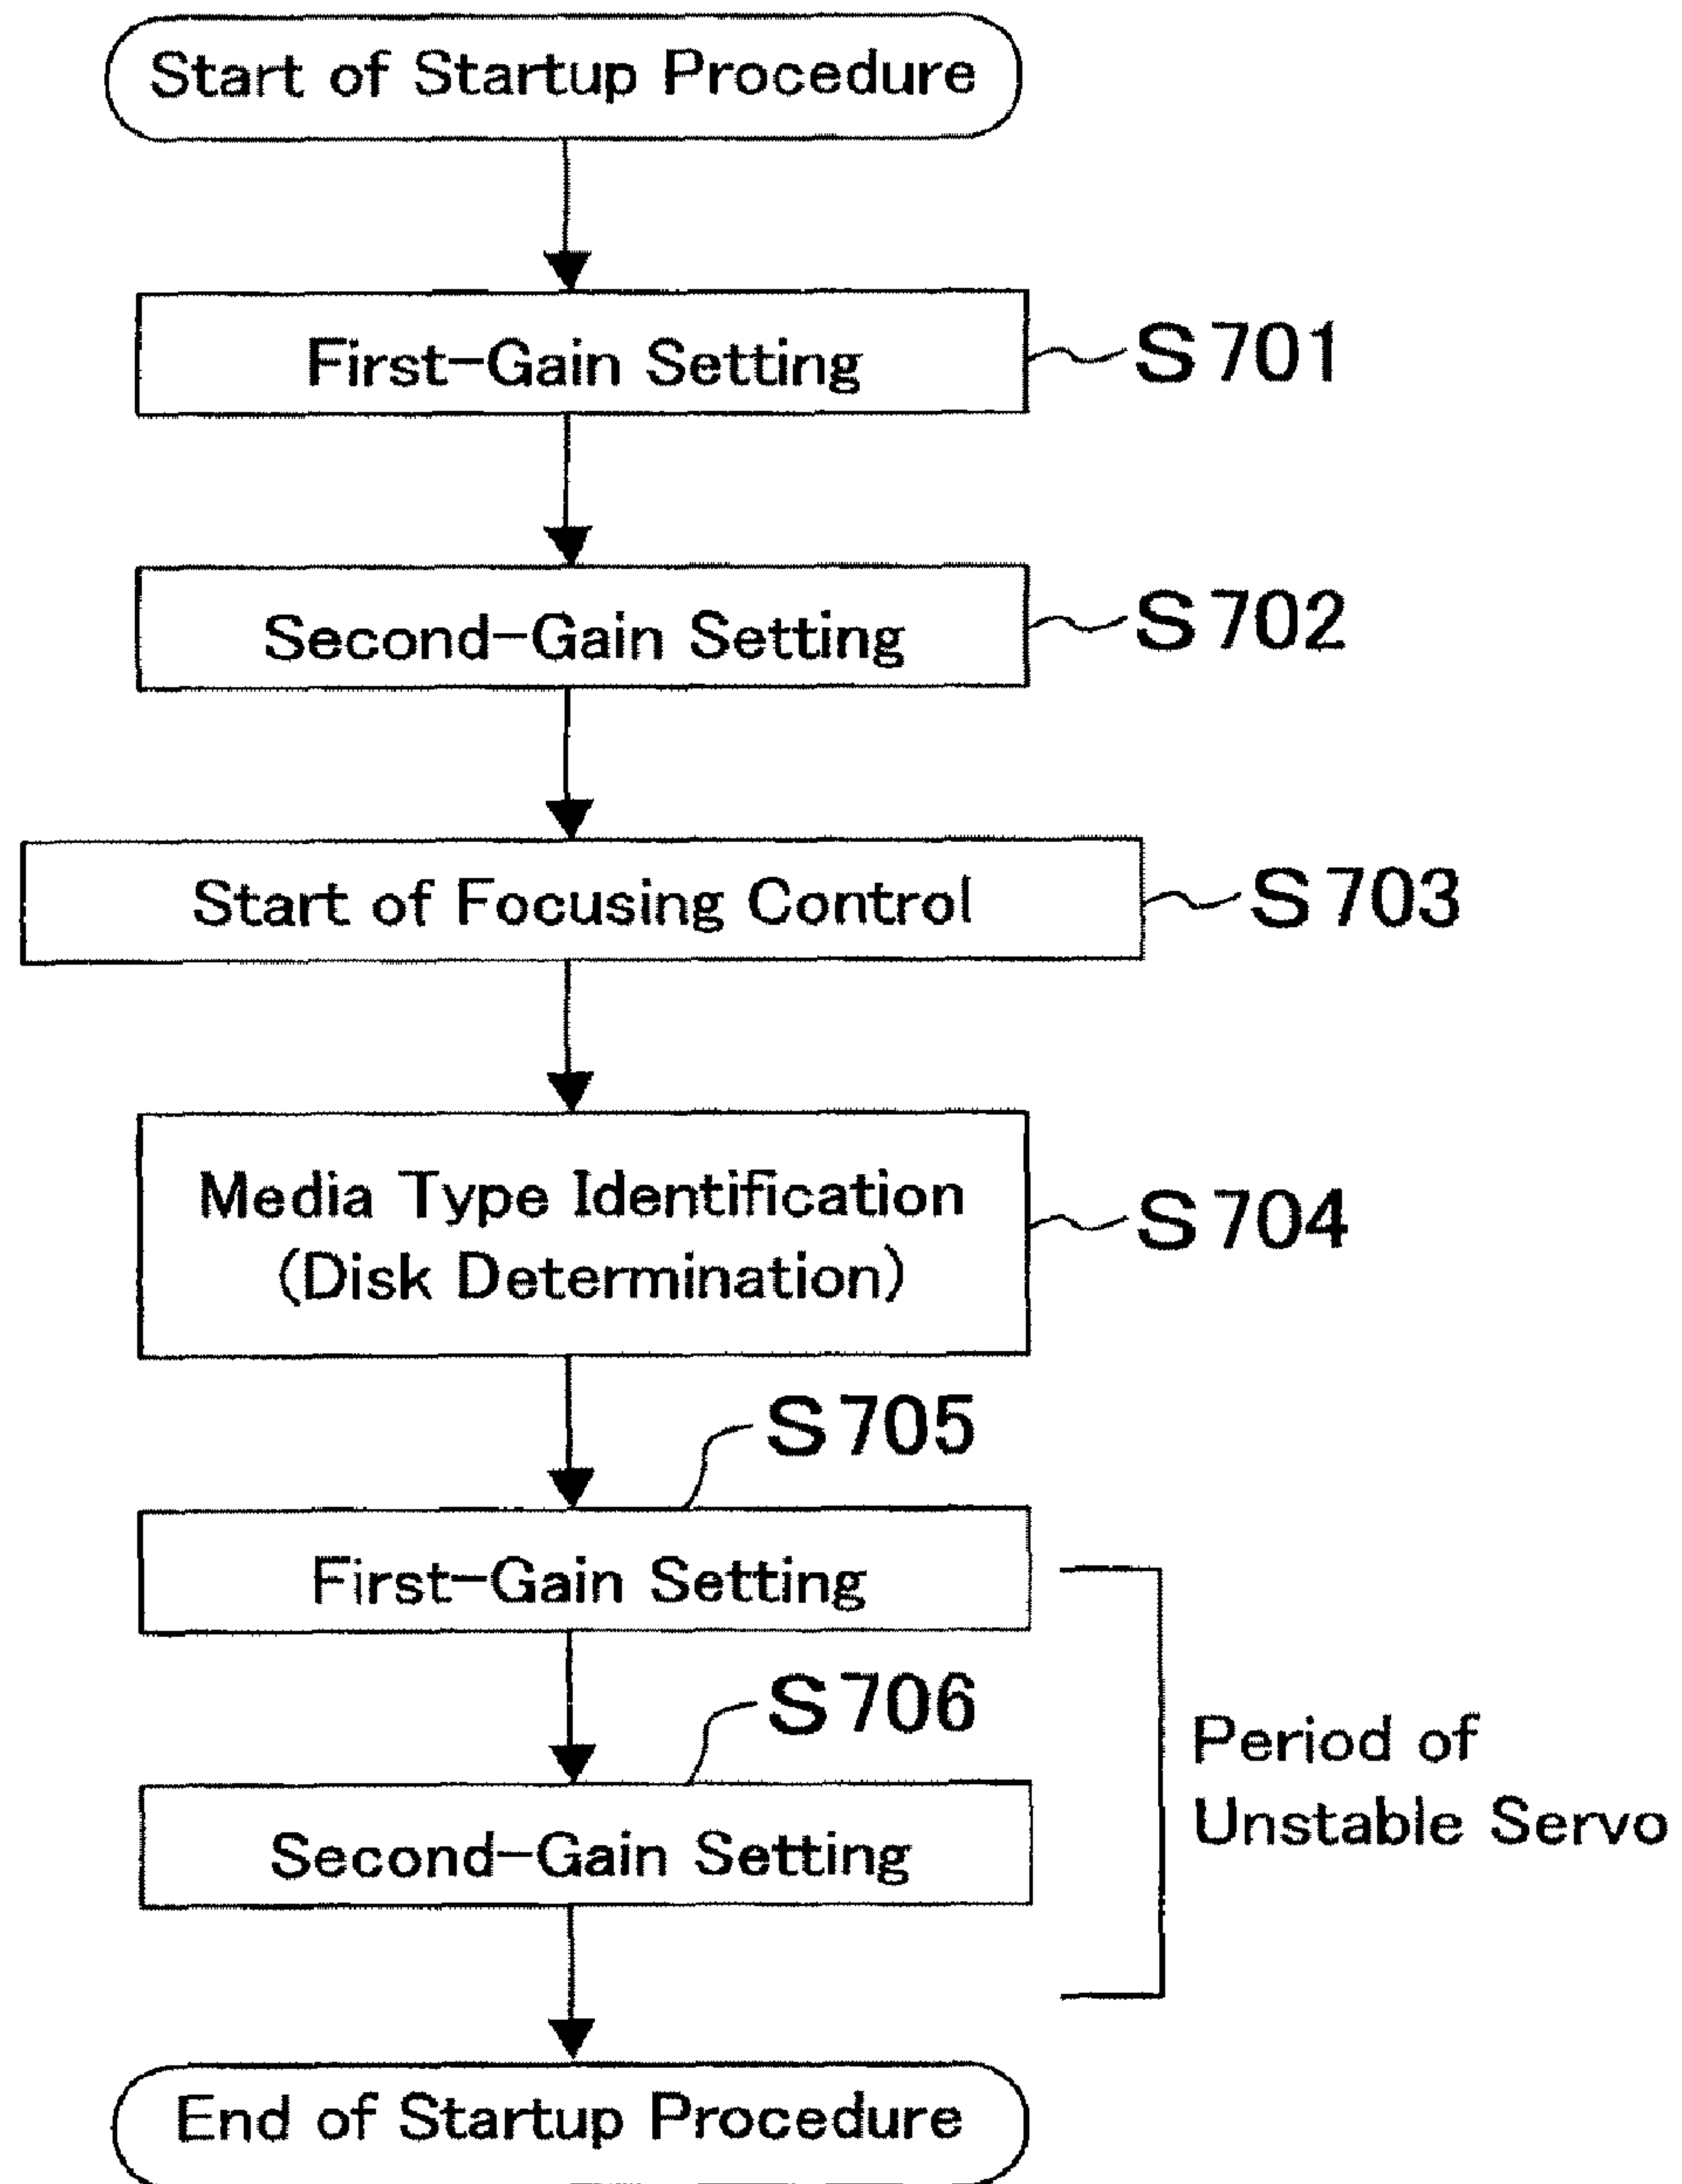 Start of Startup Procedure
First-Gain Setting
S701
Second-Gain Setting
S702
Start of Focusing Control
S703
Media Type Identification
(Disk Determination)
S704
S705
First-Gain Setting
S706
Second-Gain Setting
Period of
Unstable Servo
End of Startup Procedure